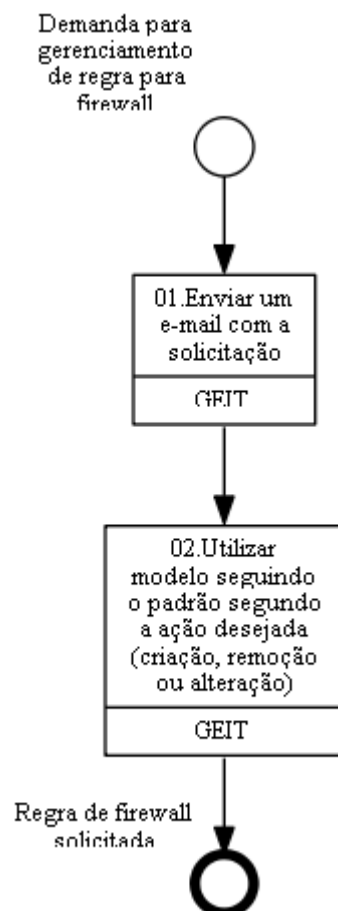 Demanda para
gerenciamento
de regra para
firewall
01.Enviar um
e-mail com a
solicitação
GEIT
02.Utilizar
modelo seguindo
o padrão segundo
a ação desejada
(criação, remoção
ou alteração)
GEIT
Regra de firewall
solicitada